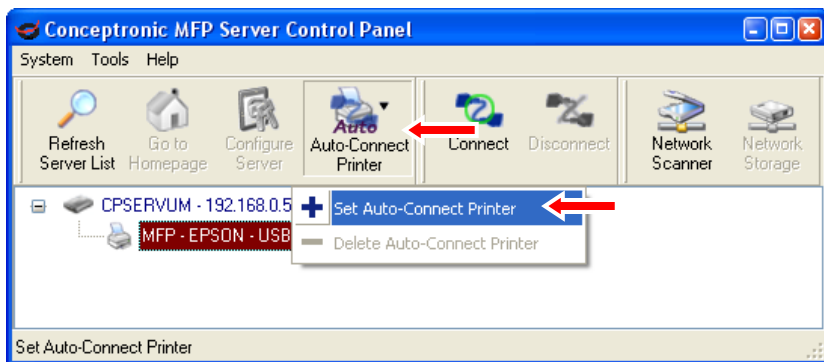 Conceptronic MFP Server Control Panel
System Tools Help
Refresh Server List
Go to Homepage
Configure Server
Auto
Auto-Connect Printer
Connect
Disconnect
Network Scanner
Network Storage
CPSERVUM - 192.168.0.5
Set Auto-Connect Printer
MFP - EPSON - USB
Delete Auto-Connect Printer
Set Auto-Connect Printer